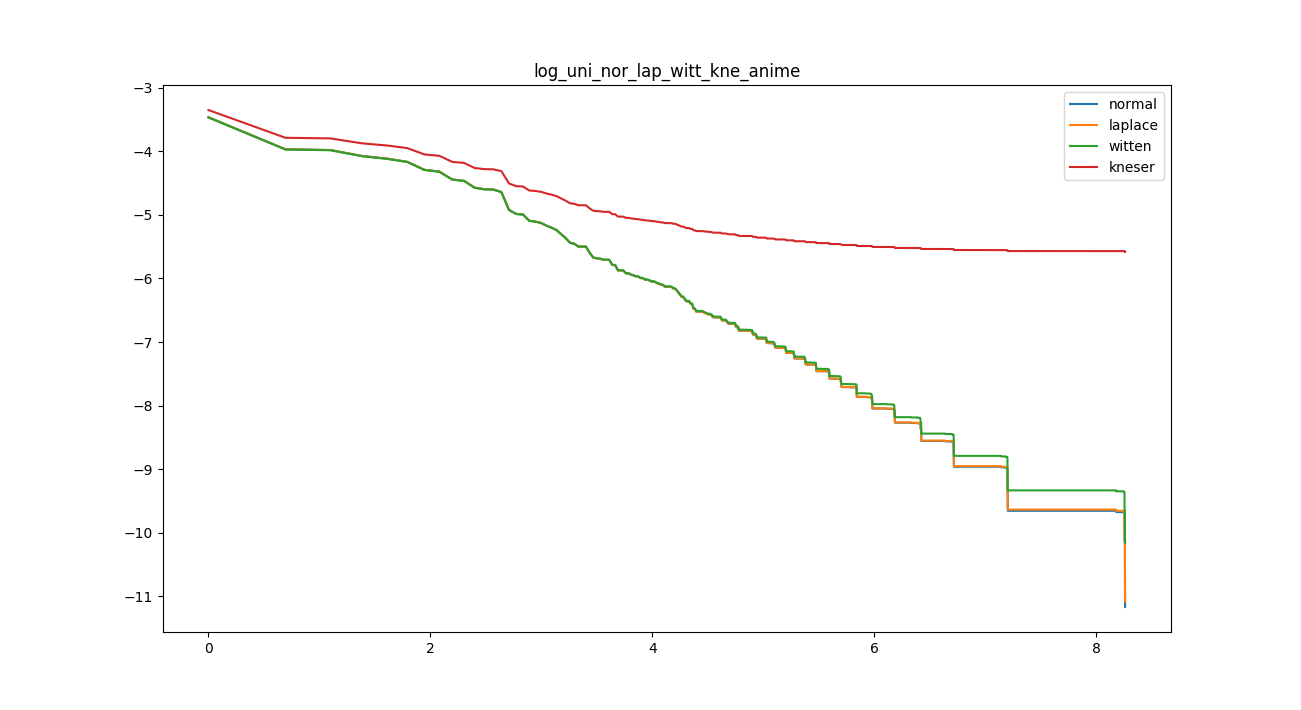 log_uni_nor_lap_witt_kne_anime
normal
laplace
witten
kneser
−3
−4
−5
−6
−7
−8
−9
−10
−11
0 2 4 6 8